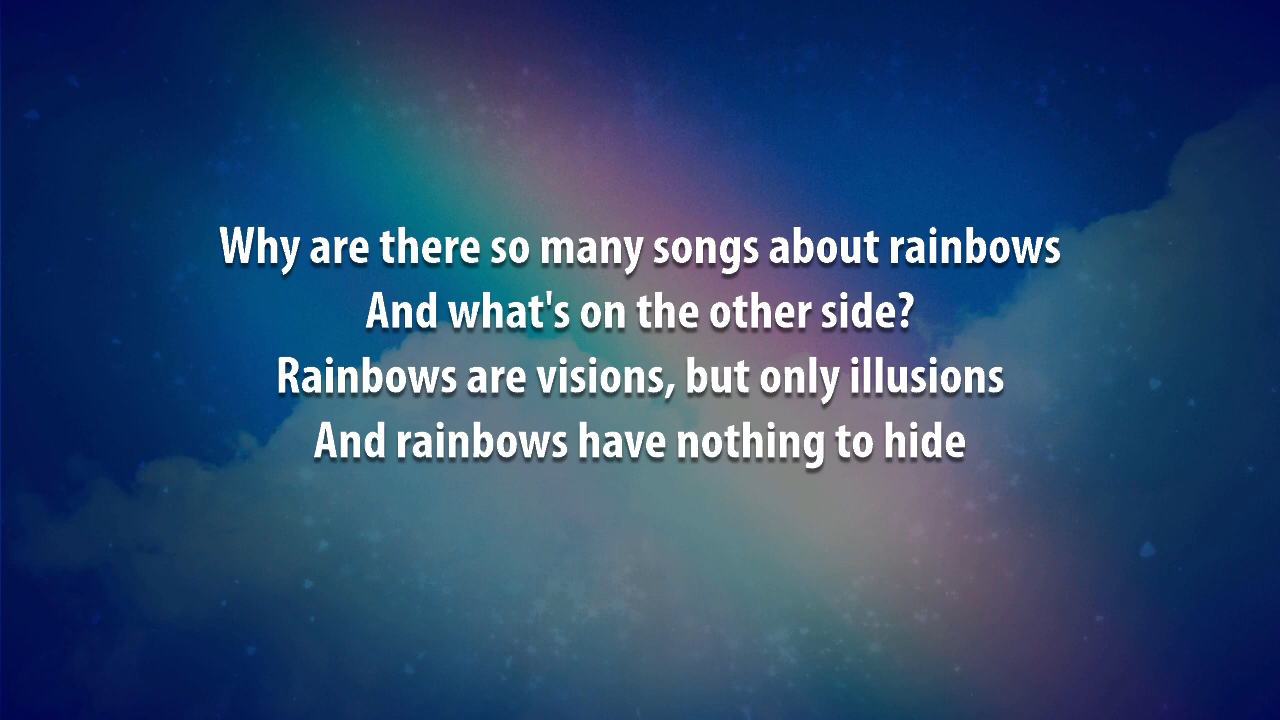 Why are there so many songs about rainbows
And what's on the other side?
Rainbows are visions, but only illusions
And rainbows have nothing to hide